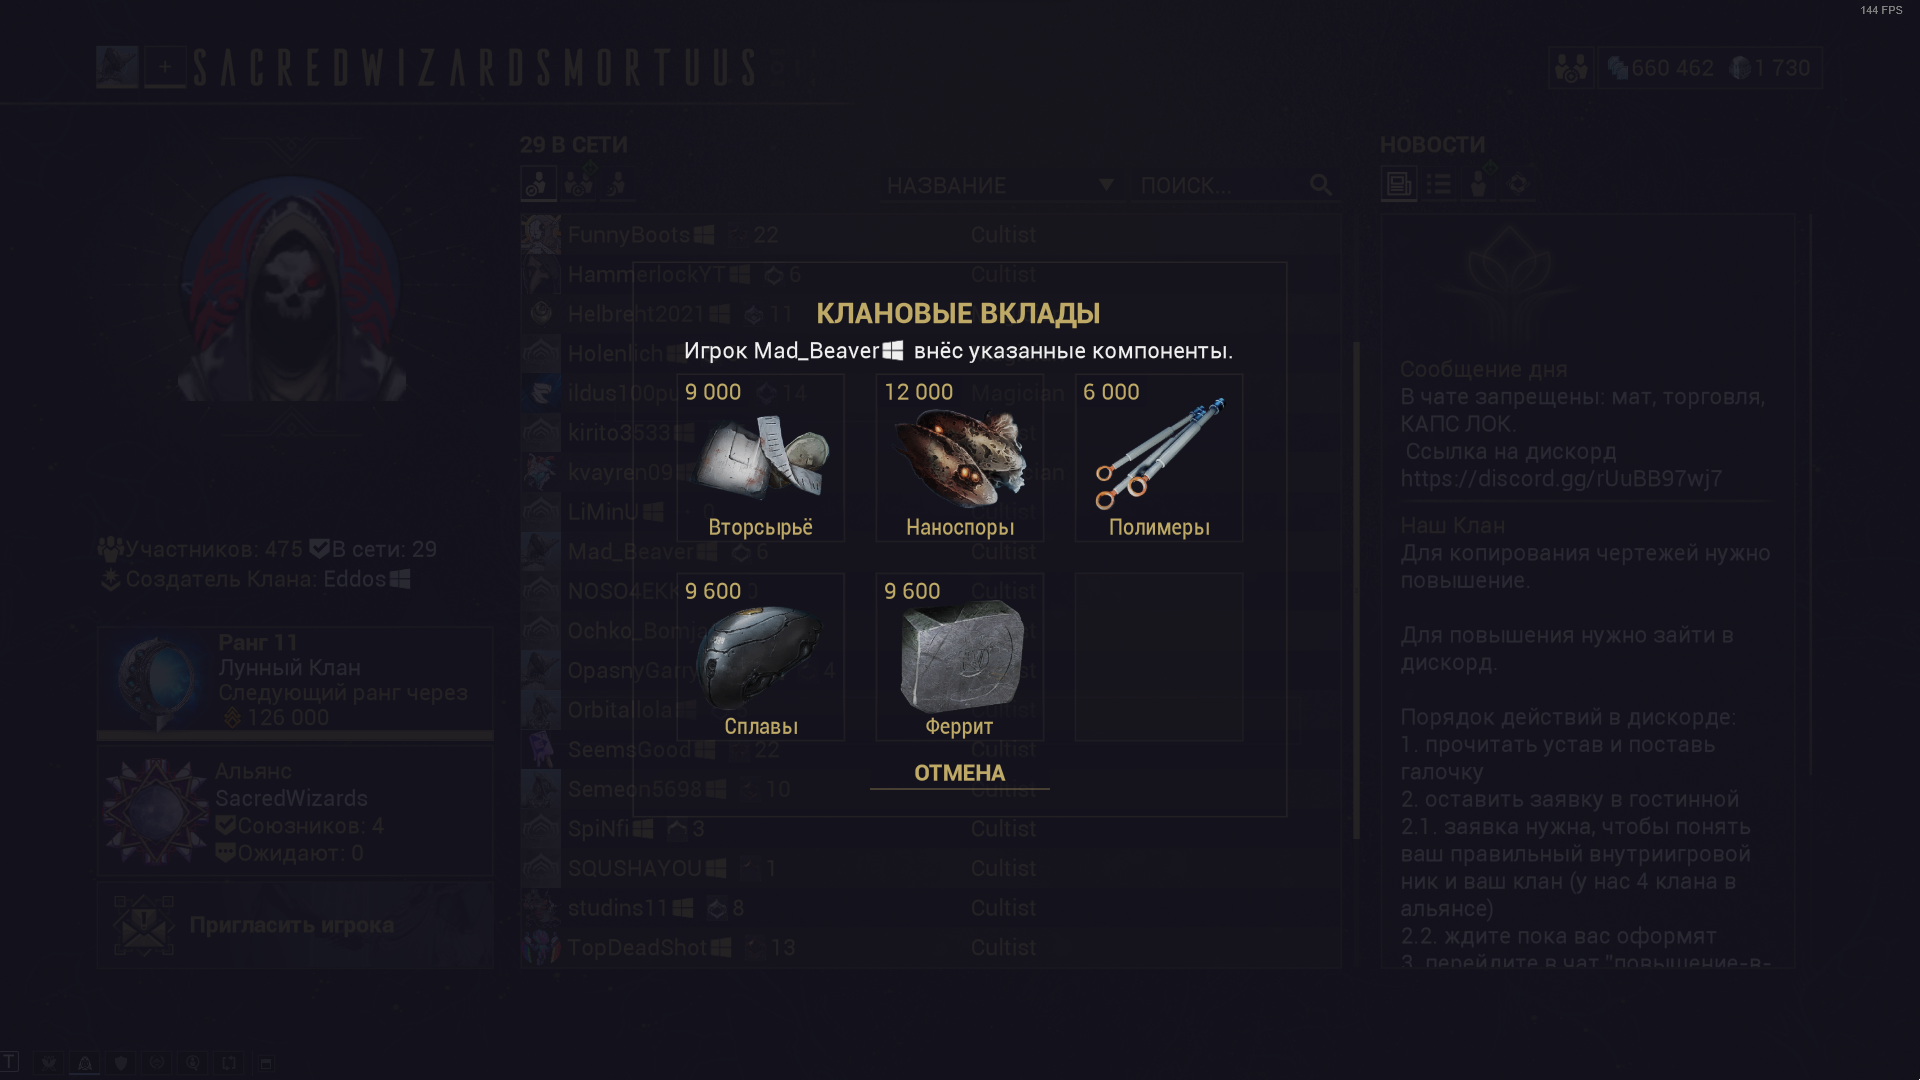 144 FPS
SACREDWIZARDSMORTUUS
660 462 1 730
29 В СЕТИ
НАЗВАНИЕ
ПОИСК...
FunnyBoots 22 Cultist
HammerlockYT 6 Cultist
Helbrent2021 11
Holenlich
ildus100pu 14 Magician
kirito3533
kvayren09
LiMinU 0 Cultist
Mad_Beaver 6 Cultist
NOSO4EKK Cultist
Ochko_Bomj
OpasnyGarry 4
Orbitallola
SeemsGood 22 Cultist
Semeon5698 10 Cultist
SpiNfi 3 Cultist
SQUSHAYOU 1 Cultist
studins11 8 Cultist
TopDeadShot 13 Cultist
КЛАНОВЫЕ ВКЛАДЫ
Игрок Mad_Beaver внёс указанные компоненты.
9 000
Вторсырьё
12 000
Наноспоры
6 000
Полимеры
9 600
Сплавы
9 600
Феррит
ОТМЕНА
Участников: 475 В сети: 29
Создатель Клана: Eddos
Ранг 11
Лунный Клан
Следующий ранг через
126 000
Альянс
SacredWizards
Союзников: 4
Ожидают: 0
Пригласить игрока
НОВОСТИ
Сообщение дня
В чате запрещены: мат, торговля,
КАПС ЛОК.
Ссылка на дискорд
https://discord.gg/rUuBB97wj7
Наш Клан
Для копирования чертежей нужно
повышение.
Для повышения нужно зайти в
дискорд.
Порядок действий в дискорде:
1. прочитать устав и поставь
галочку
2. оставить заявку в гостинной
2.1. заявка нужна, чтобы понять
ваш правильный внутриигровой
ник и ваш клан (у нас 4 клана в
альянсе)
2.2. ждите пока вас оформят
3. перейдите в чат "повышение-в-
T